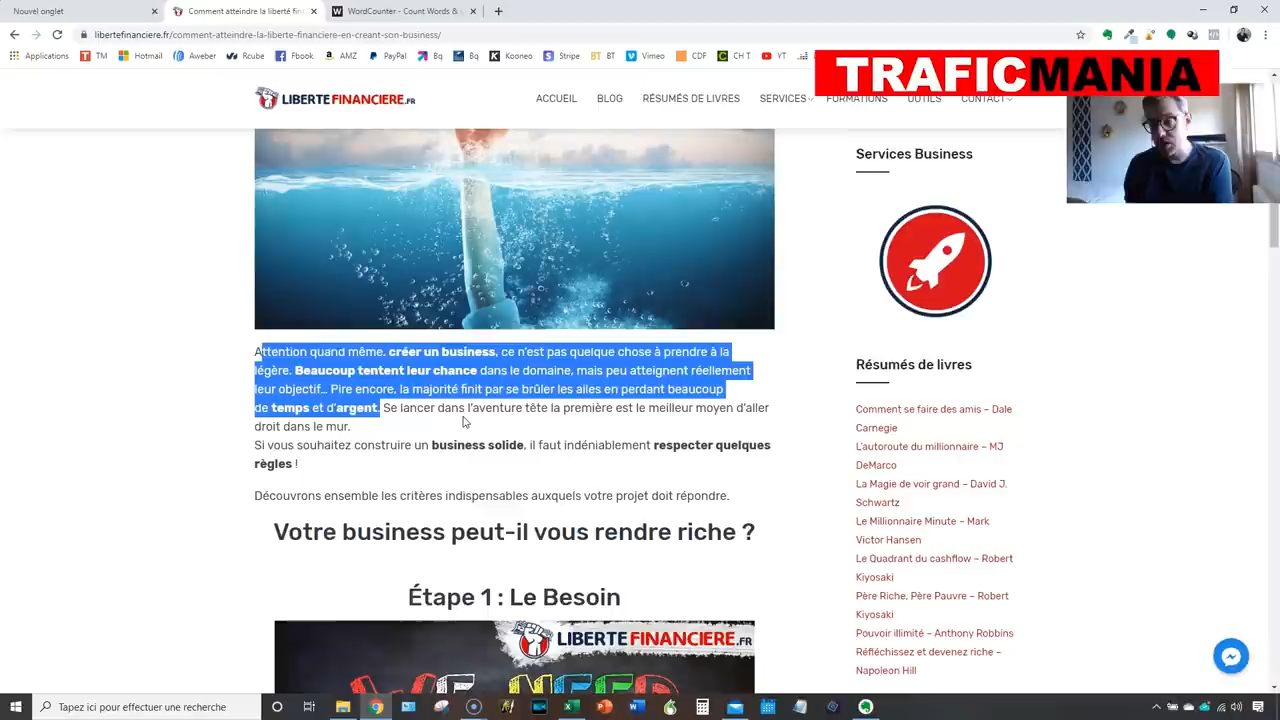 Nouvel onglet
Comment atteindre la liberté fina
WordCounter - Count Words &
libertefinanciere.fr/comment-atteindre-la-liberte-financiere-en-creant-son-business/
Applications TM Hotmail Aweber Rcube Ebook AMZ PayPal Bq Bq Kooneo Stripe BT Vimeo CDF CH T YT
TRAFICMANIA
LIBERTEFINANCIERE.FR
ACCUEIL BLOG RÉSUMÉS DE LIVRES SERVICES FORMATIONS OUTILS CONTACT
Services Business
Attention quand même, créer un business, ce n'est pas quelque chose à prendre à la
légère. Beaucoup tentent leur chance dans le domaine, mais peu atteignent réellement
leur objectif… Pire encore, la majorité finit par se brûler les ailes en perdant beaucoup
de temps et d'argent. Se lancer dans l'aventure tête la première est le meilleur moyen d'aller
droit dans le mur.
Si vous souhaitez construire un business solide, il faut indéniablement respecter quelques
règles !
Découvrons ensemble les critères indispensables auxquels votre projet doit répondre.
Votre business peut-il vous rendre riche ?
Étape 1 : Le Besoin
LIBERTEFINANCIERE.FR
Résumés de livres
Comment se faire des amis – Dale
Carnegie
L'autoroute du millionnaire – MJ
DeMarco
La Magie de voir grand – David J.
Schwartz
Le Millionnaire Minute – Mark
Victor Hansen
Le Quadrant du cashflow – Robert
Kiyosaki
Père Riche, Père Pauvre – Robert
Kiyosaki
Pouvoir illimité – Anthony Robbins
Réfléchissez et devenez riche –
Napoleon Hill
Tapez ici pour effectuer une recherche